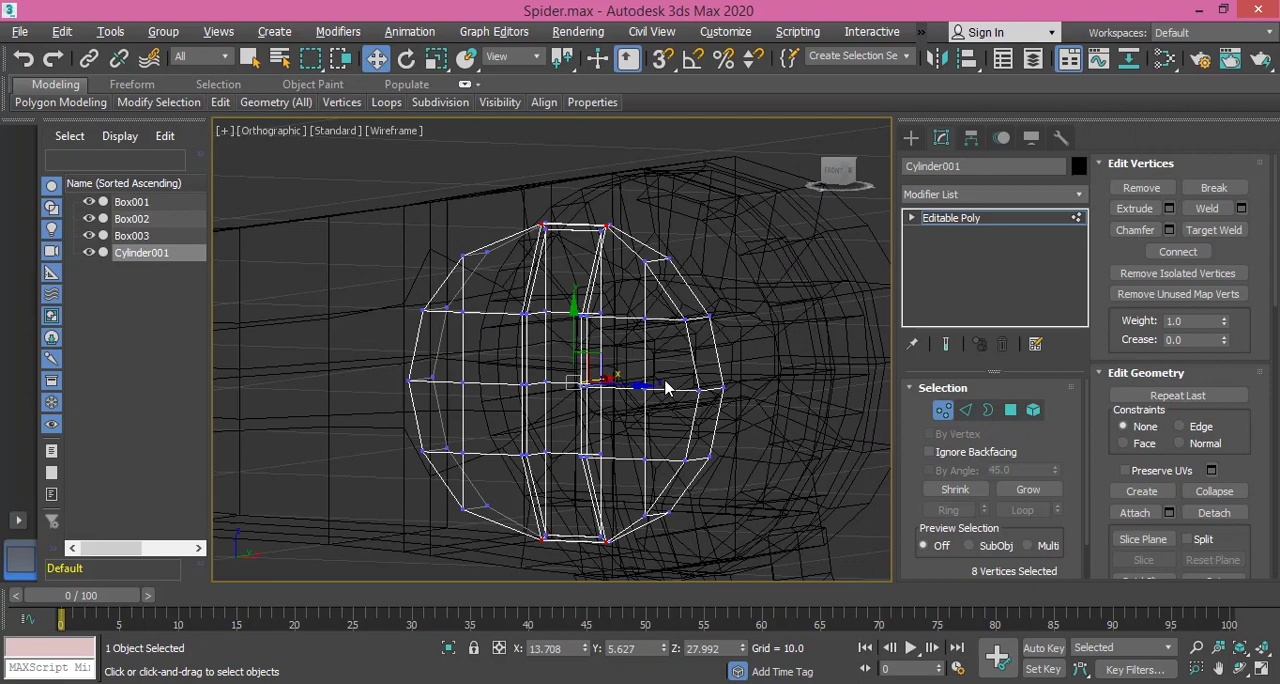 Spider.max - Autodesk 3ds Max 2020
File Edit Tools Group Views Create Modifiers Animation Graph Editors Rendering Civil View Customize Scripting Interactive » Sign In Workspaces: Default
All View Create Selection Se
Modeling Freeform Selection Object Paint Populate
Polygon Modeling Modify Selection Edit Geometry (All) Vertices Loops Subdivision Visibility Align Properties
Select Display Edit
Name (Sorted Ascending)
Box001
Box002
Box003
Cylinder001
Default
[+] [Orthographic] [Standard] [Wireframe]
FRONT
x
Cylinder001
Modifier List
Editable Poly
Selection
By Vertex
Ignore Backfacing
By Angle: 45.0
Shrink Grow
Ring Loop
Preview Selection
Off SubObj Multi
8 Vertices Selected
Edit Vertices
Remove Break
Extrude Weld
Chamfer Target Weld
Connect
Remove Isolated Vertices
Remove Unused Map Verts
Weight: 1.0
Crease: 0.0
Edit Geometry
Repeat Last
Constraints
None Edge
Face Normal
Preserve UVs
Create Collapse
Attach Detach
Slice Plane Split
Slice Reset Plane
< 0 / 100 >
0 5 10 15 20 25 30 35 40 45 50 55 60 65 70 75 80 85 90 95 100
1 Object Selected X: 13.708 Y: 5.627 Z: 27.992 Grid = 10.0 Auto Key Selected
MAXScript Mi Click or click-and-drag to select objects Add Time Tag 0 Set Key Key Filters...